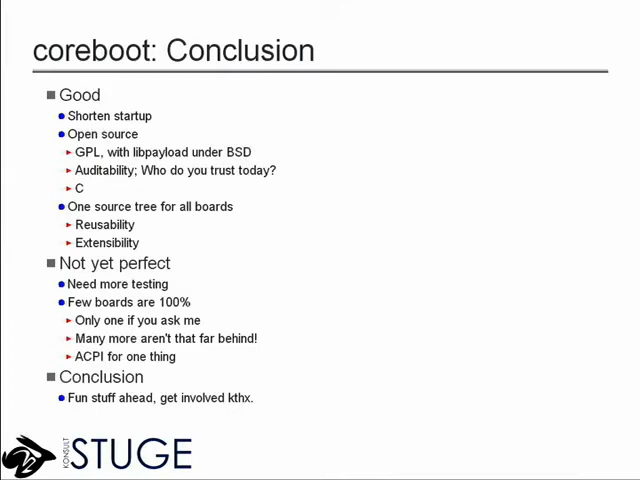 coreboot: Conclusion
Good
Shorten startup
Open source
GPL, with libpayload under BSD
Auditability; Who do you trust today?
C
One source tree for all boards
Reusability
Extensibility
Not yet perfect
Need more testing
Few boards are 100%
Only one if you ask me
Many more aren't that far behind!
ACPI for one thing
Conclusion
Fun stuff ahead, get involved kthx.
KONSULT
STUGE